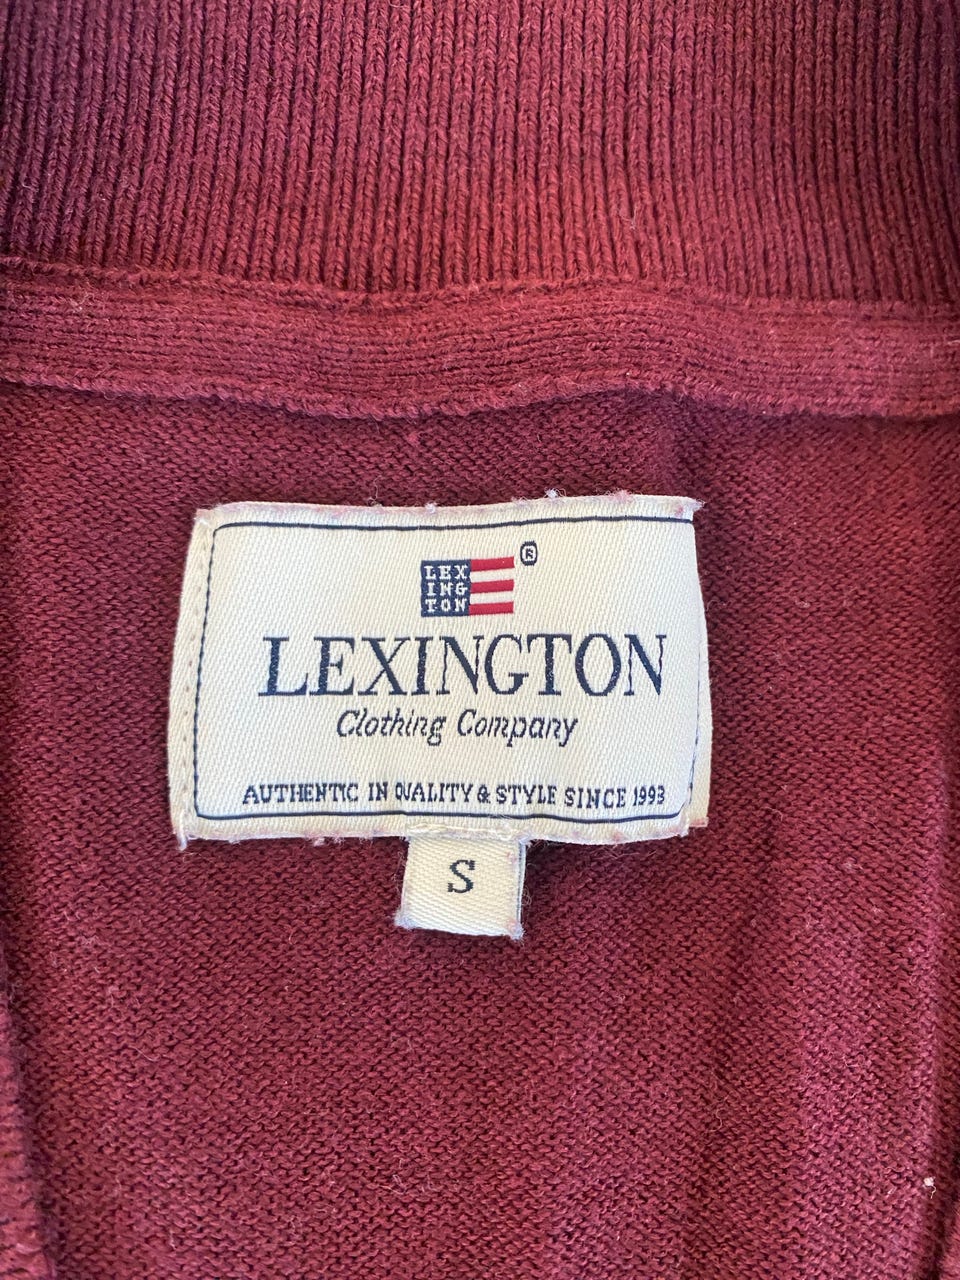 LEX
ING
TON
®
LEXINGTON
Clothing Company
AUTHENTIC IN QUALITY & STYLE SINCE 1993
S